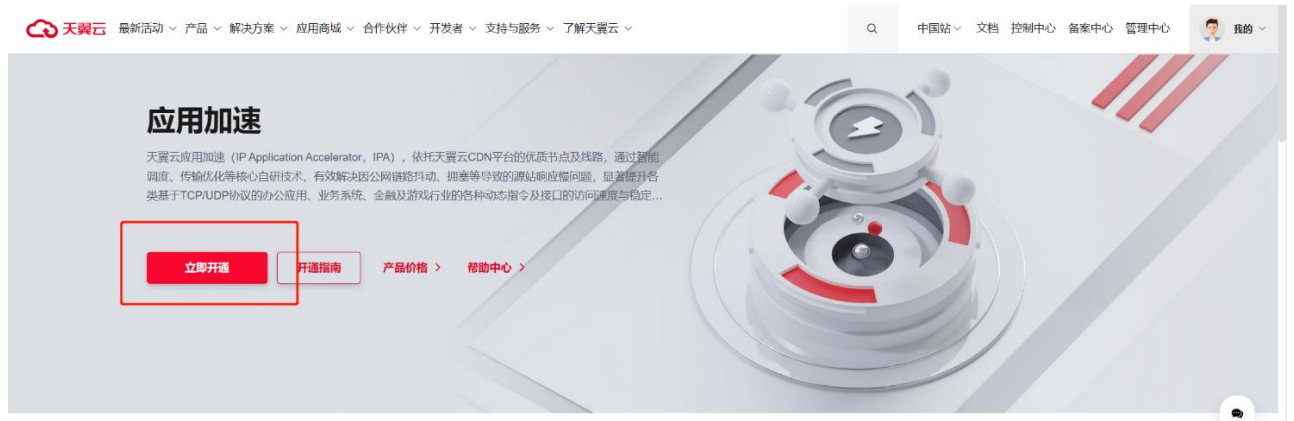 天翼云 最新活动 产品 解决方案 应用商城 合作伙伴 开发者 支持与服务 了解天翼云 中国站 文档 控制中心 备案中心 管理中心 我的
应用加速
天翼云应用加速（IP Application Accelerator，IPA），依托天翼云CDN平台的优质节点及线路，通过智能
调度、传输优化等核心自研技术，有效解决因公网链路抖动、拥塞等导致的源站响应慢问题，显著提升各
类基于TCP/UDP协议的办公应用、业务系统、金融及游戏行业的各种动态指令及接口的访问速度与稳定...
立即开通 开通指南 产品价格 帮助中心